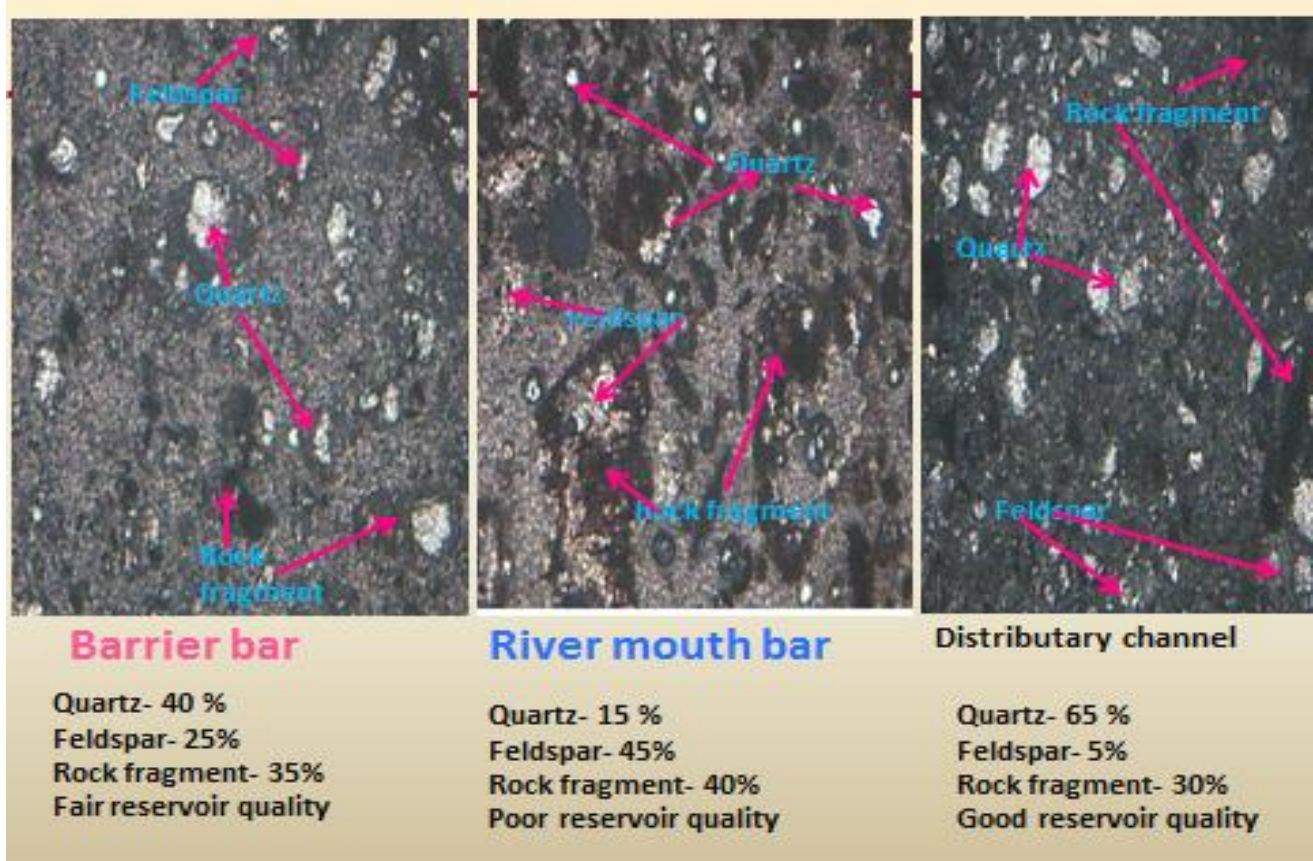 Feldspar
Quartz
Rock
fragment
Quartz
Feldspar
Rock fragment
Rock fragment
Quartz
Feldspar
Barrier bar
Quartz- 40 %
Feldspar- 25%
Rock fragment- 35%
Fair reservoir quality
River mouth bar
Quartz- 15 %
Feldspar- 45%
Rock fragment- 40%
Poor reservoir quality
Distributary channel
Quartz- 65 %
Feldspar- 5%
Rock fragment- 30%
Good reservoir quality